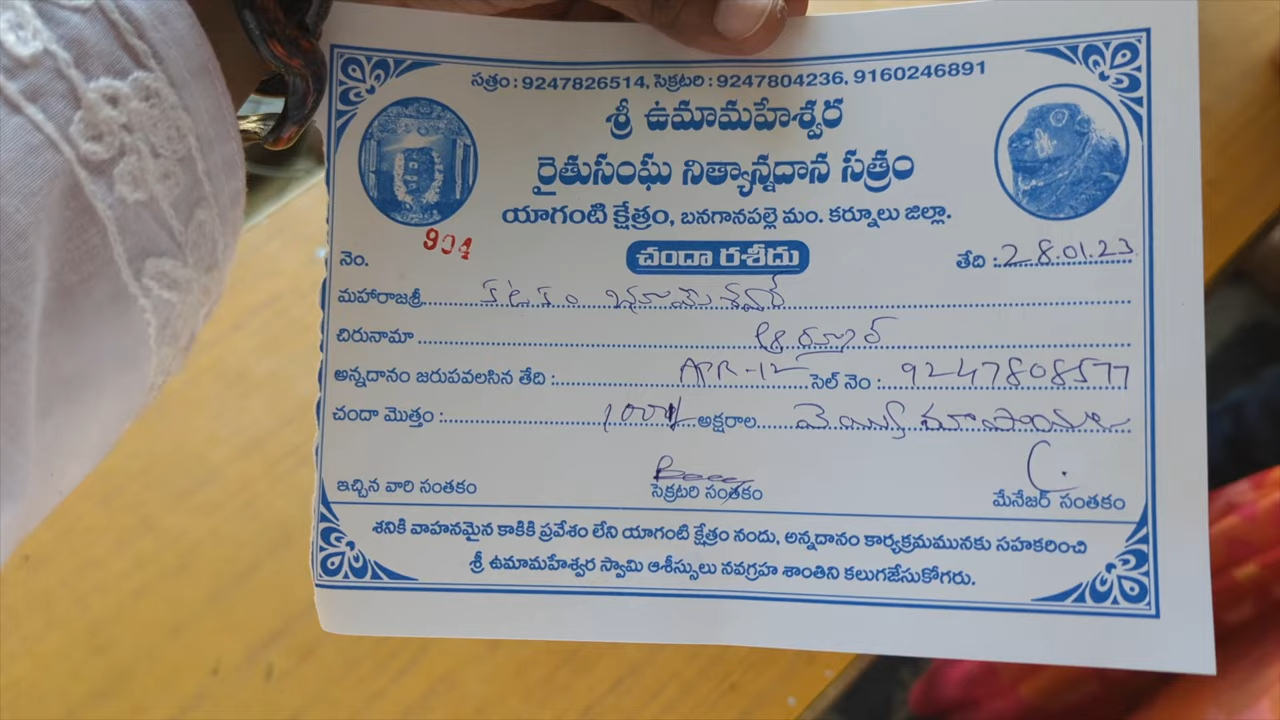 సత్రం : 9247826514, సెక్రటరి : 9247804236, 9160246891
శ్రీ ఉమామహేశ్వర
రైతుసంఘ నిత్యాన్నదాన సత్రం
యాగంటి క్షేత్రం, బనగానపల్లె మం. కర్నూలు జిల్లా.
నెం. 904 చందా రశీదు తేది : 28.01.23
మహారాజశ్రీ
చిరునామా
అన్నదానం జరుపవలసిన తేది : APR-12 సెల్ నెం : 9247808577
చందా మొత్తం : 1000/- అక్షరాల
ఇచ్చిన వారి సంతకం సెక్రటరి సంతకం మేనేజర్ సంతకం
శనికి వాహనమైన కాకికి ప్రవేశం లేని యాగంటి క్షేత్రం నందు, అన్నదానం కార్యక్రమమునకు సహకరించి
శ్రీ ఉమామహేశ్వర స్వామి ఆశీస్సులు నవగ్రహ శాంతిని కలుగజేసుకోగరు.